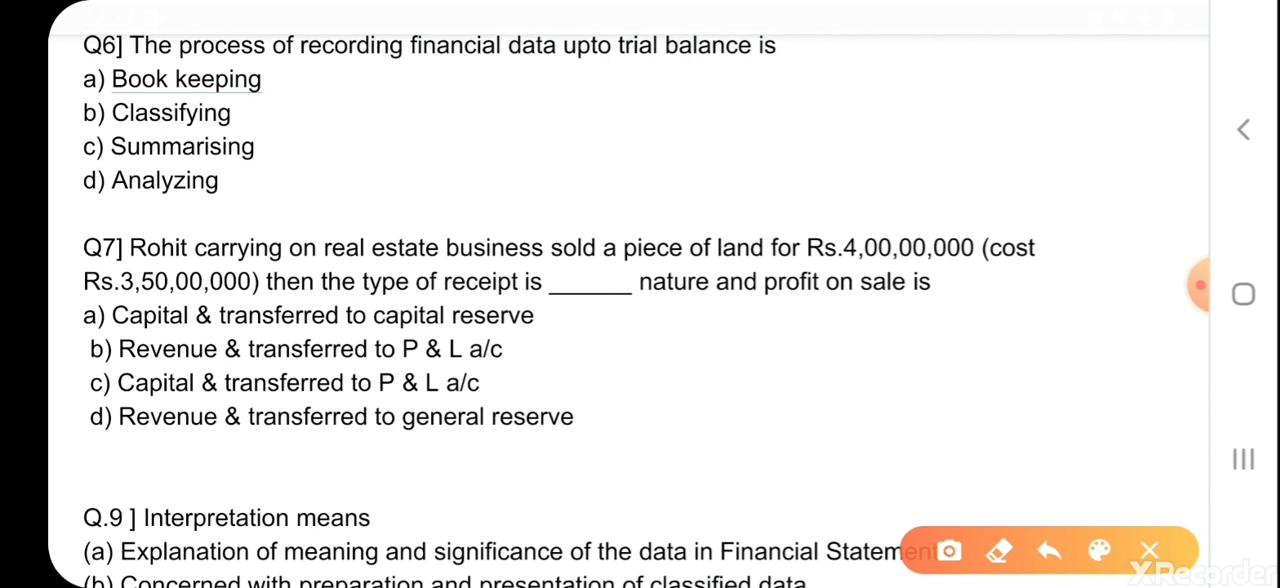 Q6] The process of recording financial data upto trial balance is
a) Book keeping
b) Classifying
c) Summarising
d) Analyzing
Q7] Rohit carrying on real estate business sold a piece of land for Rs.4,00,00,000 (cost
Rs.3,50,00,000) then the type of receipt is ______ nature and profit on sale is
a) Capital & transferred to capital reserve
b) Revenue & transferred to P & L a/c
c) Capital & transferred to P & L a/c
d) Revenue & transferred to general reserve
Q.9 ] Interpretation means
(a) Explanation of meaning and significance of the data in Financial Statement
(b) Concerned with preparation and presentation of classified data
XRecorder